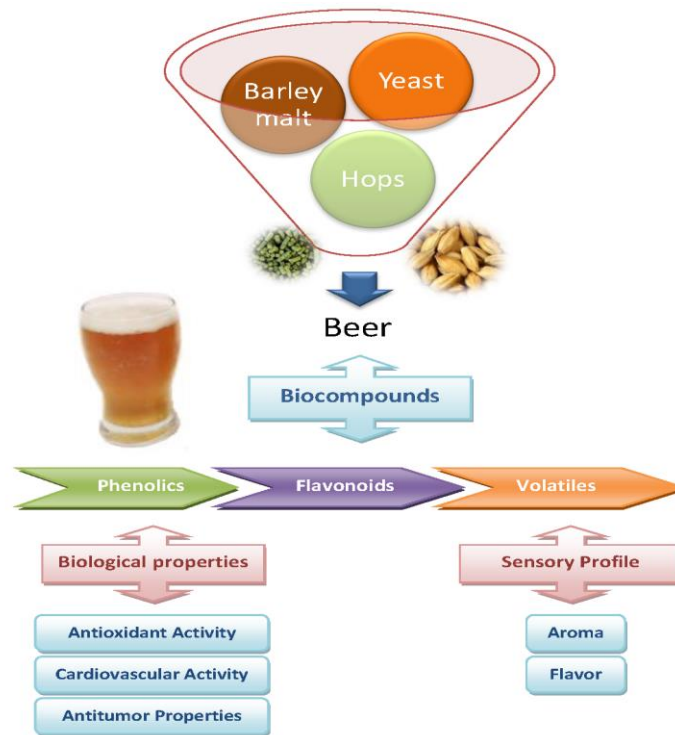 Barley
malt
Yeast
Hops
Beer
Biocompounds
Phenolics
Flavonoids
Volatiles
Biological properties
Sensory Profile
Antioxidant Activity
Cardiovascular Activity
Antitumor Properties
Aroma
Flavor